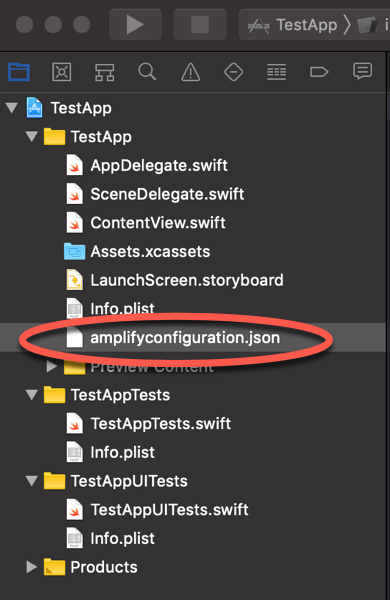 TestApp
TestApp
TestApp
AppDelegate.swift
SceneDelegate.swift
ContentView.swift
Assets.xcassets
LaunchScreen.storyboard
Info.plist
amplifyconfiguration.json
Preview Content
TestAppTests
TestAppTests.swift
Info.plist
TestAppUITests
TestAppUITests.swift
Info.plist
Products